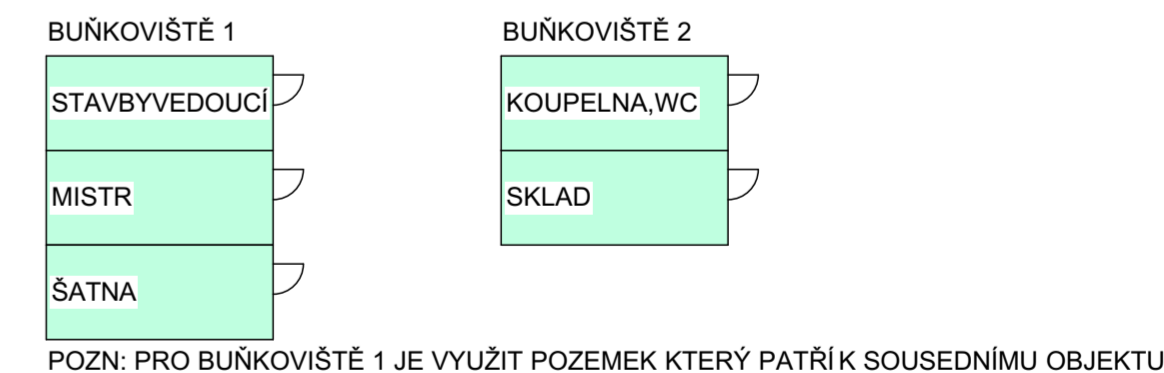 BUŇKOVIŠTĚ 1
STAVBYVEDOUCÍ
MISTR
ŠATNA
BUŇKOVIŠTĚ 2
KOUPELNA,WC
SKLAD
POZN: PRO BUŇKOVIŠTĚ 1 JE VYUŽIT POZEMEK KTERÝ PATŘÍ K SOUSEDNÍMU OBJEKTU